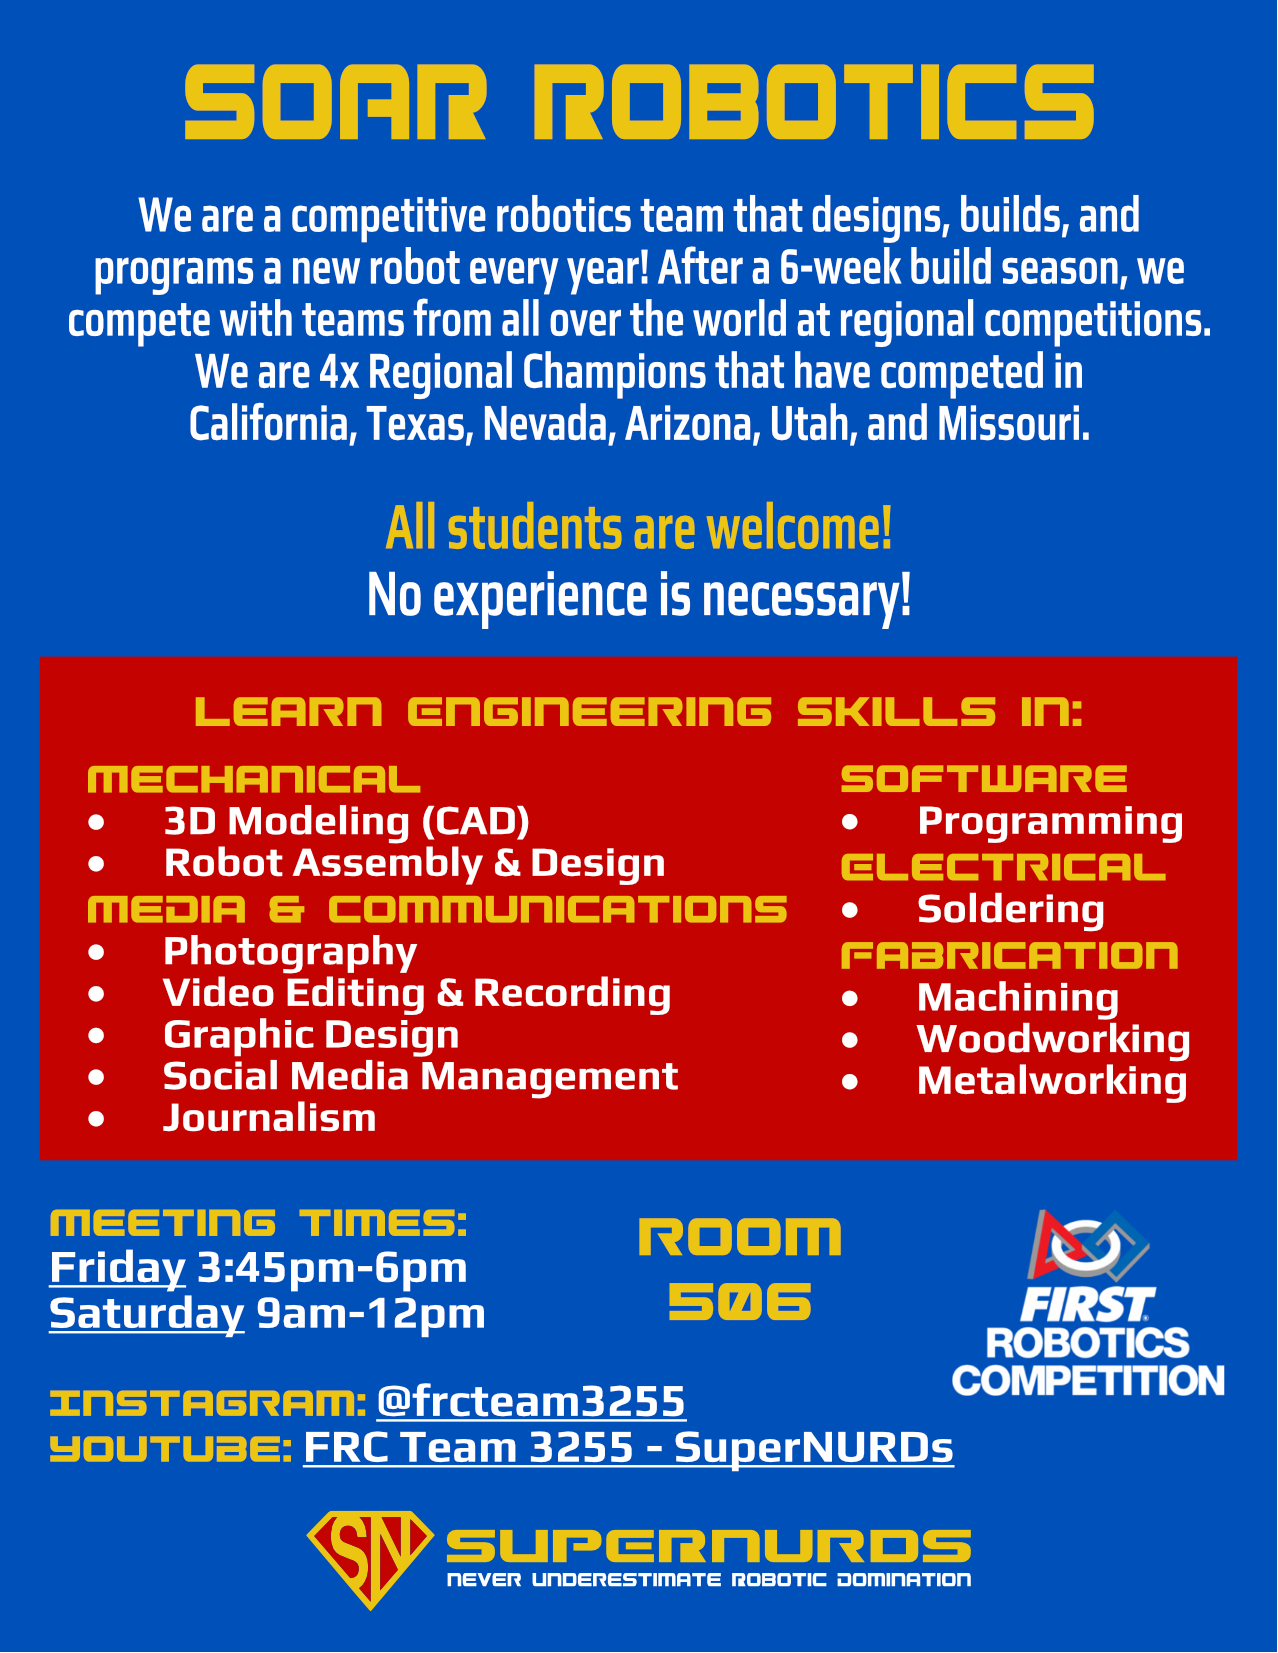 SOAR ROBOTICS
We are a competitive robotics team that designs, builds, and
programs a new robot every year! After a 6-week build season, we
compete with teams from all over the world at regional competitions.
We are 4x Regional Champions that have competed in
California, Texas, Nevada, Arizona, Utah, and Missouri.
All students are welcome!
No experience is necessary!
LEARN ENGINEERING SKILLS IN:
MECHANICAL
● 3D Modeling (CAD)
● Robot Assembly & Design
MEDIA & COMMUNICATIONS
● Photography
● Video Editing & Recording
● Graphic Design
● Social Media Management
● Journalism
SOFTWARE
● Programming
ELECTRICAL
● Soldering
FABRICATION
● Machining
● Woodworking
● Metalworking
MEETING TIMES:
Friday 3:45pm-6pm
Saturday 9am-12pm
ROOM
506
FIRST®
ROBOTICS
COMPETITION
INSTAGRAM: @frcteam3255
YOUTUBE: FRC Team 3255 - SuperNURDs
SN
SUPERNURDS
NEVER UNDERESTIMATE ROBOTIC DOMINATION